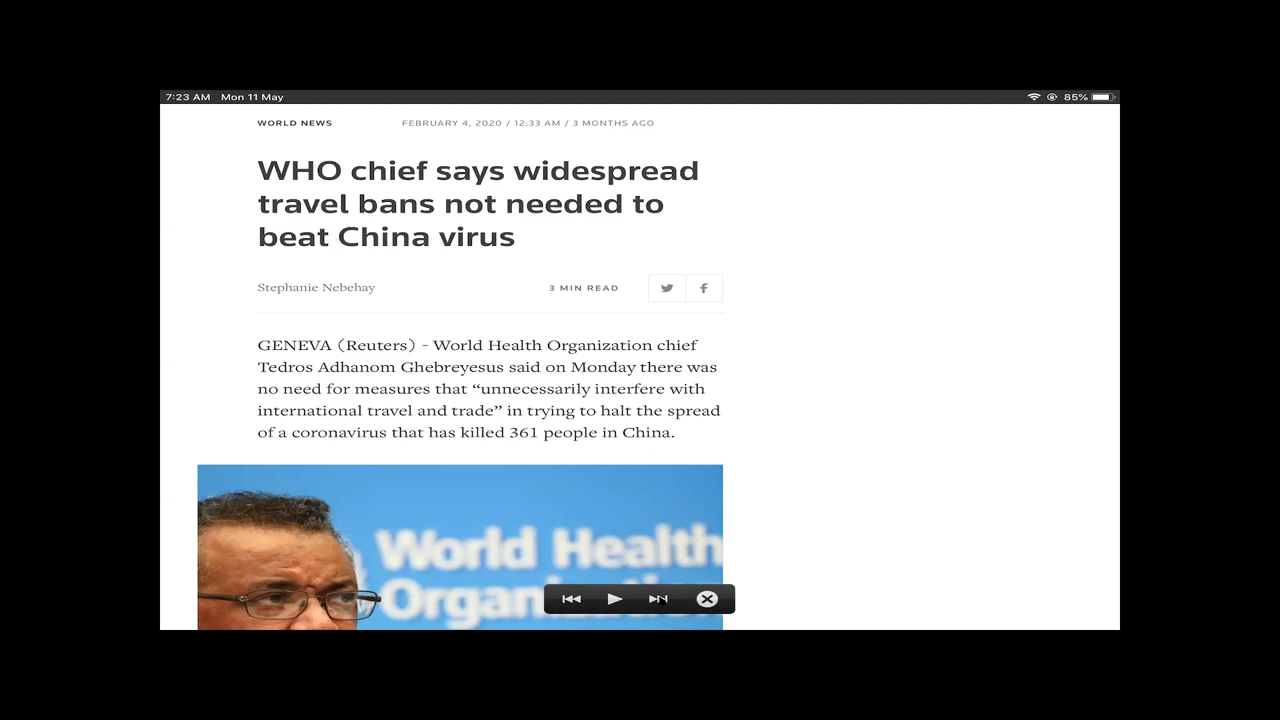 7:23 AM Mon 11 May 85%
WORLD NEWS FEBRUARY 4, 2020 / 12:33 AM / 3 MONTHS AGO
WHO chief says widespread
travel bans not needed to
beat China virus
Stephanie Nebehay 3 MIN READ
GENEVA (Reuters) - World Health Organization chief
Tedros Adhanom Ghebreyesus said on Monday there was
no need for measures that “unnecessarily interfere with
international travel and trade” in trying to halt the spread
of a coronavirus that has killed 361 people in China.
World Health
Organization